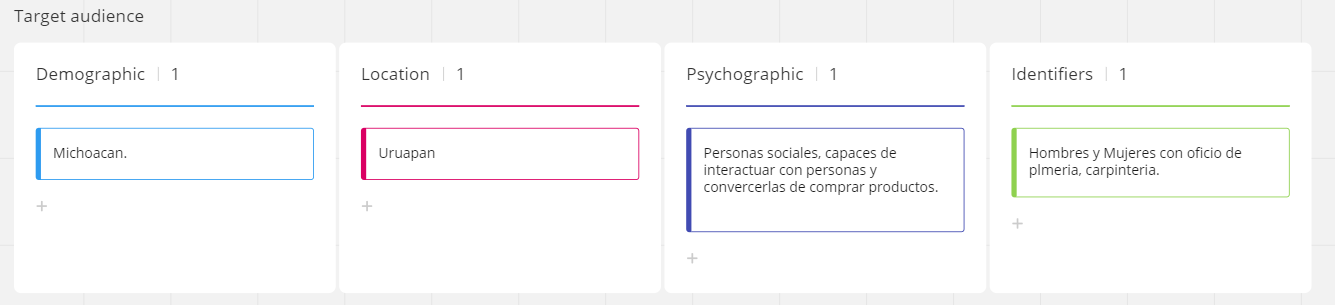 Target audience
Demographic | 1
Michoacan.
+
Location | 1
Uruapan
+
Psychographic | 1
Personas sociales, capaces de
interactuar con personas y
convercerlas de comprar productos.
+
Identifiers | 1
Hombres y Mujeres con oficio de
plmeria, carpinteria.
+